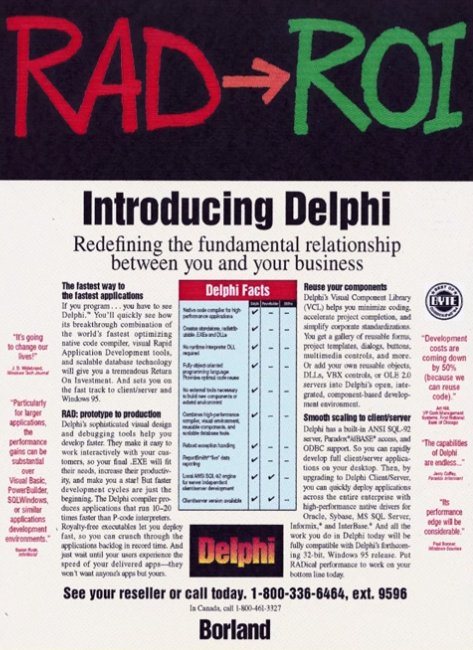 RAD→ROI
Introducing Delphi
Redefining the fundamental relationship
between you and your business
The fastest way to
the fastest applications
If you program . . . you have to see
Delphi.™ You'll quickly see how
its breakthrough combination of
the world's fastest optimizing
native code compiler, visual Rapid
Application Development tools,
and scalable database technology
will give you a tremendous Return
On Investment. And sets you on
the fast track to client/server and
Windows 95.
RAD: prototype to production
Delphi's sophisticated visual design
and debugging tools help you
develop faster. They make it easy to
work interactively with your cus-
tomers, so your final .EXE will fit
their needs, increase their productiv-
ity, and make you a star! But faster
development cycles are just the
beginning. The Delphi compiler pro-
duces applications that run 10–20
times faster than P-code interpreters.
Royalty-free executables let you deploy
fast, so you can crunch through the
applications backlog in record time. And
just wait until your users experience the
speed of your delivered apps—they
won't want anyone's apps but yours.
Delphi Facts
Delphi
PowerBuilder
Native code compiler for high
performance applications
Creates standalone, redistrib-
utable .EXEs and DLLs
No runtime interpreter DLL
required
Fully object oriented
programming language
No external tool necessary
to build new components or
extend environment
Combines high-performance
compiler, visual environment,
reusable components, and
scalable database tools
Robust exception handling
ReportSmith® "live" data
reporting
Local ANSI SQL 92 engine
for server independent
client/server development
Client/server version available
Delphi
Reuse your components
Delphi's Visual Component Library
(VCL) helps you minimize coding,
accelerate project completion, and
simplify corporate standardizations.
You get a gallery of reusable forms,
project templates, dialogs, buttons,
multimedia controls, and more.
Or add your own reusable objects,
DLLs, VBX controls, or OLE 2.0
servers into Delphi's open, inte-
grated, component-based develop-
ment environment.
Smooth scaling to client/server
Delphi has a built-in ANSI SQL-92
server, Paradox®/dBASE® access, and
ODBC support. So you can rapidly
develop full client/server applica-
tions on your desktop. Then, by
upgrading to Delphi Client/Server,
you can quickly deploy applications
across the entire enterprise with
high-performance native drivers for
Oracle, Sybase, MS SQL Server,
Informix,® and InterBase.® And all the
work you do in Delphi today will be
fully compatible with Delphi's forthcom-
ing 32-bit, Windows 95 release. Put
RADical performance to work on your
bottom line today.
"It's going
to change our
lives!"
Windows Tech Journal
"Particularly
for larger
applications,
the
performance
gains can be
substantial
over
Visual Basic,
PowerBuilder,
SQLWindows,
or similar
applications
development
environments."
InfoWorld
BYTE
"Development
costs are
coming down
by 50%
(because we
can reuse
code)."
Art Hill,
First National
Bank of Chicago
"The capabilities
of Delphi
are endless..."
Jerry Coffey,
Paradox Informant
"Its
performance
edge will be
considerable."
Paul Bonner,
Windows Sources
See your reseller or call today. 1-800-336-6464, ext. 9596
In Canada, call 1-800-461-3327
Borland